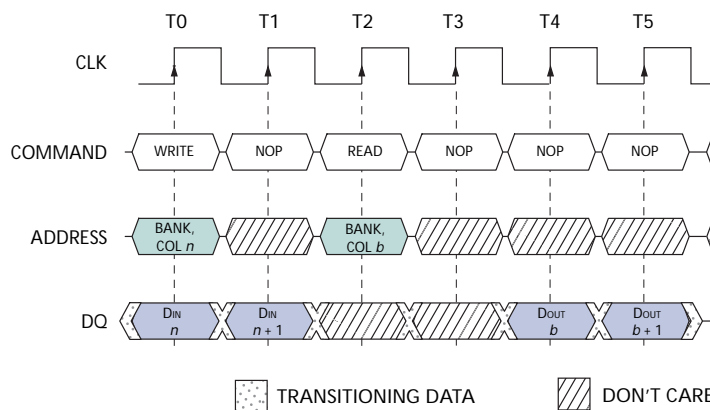 T0 T1 T2 T3 T4 T5
CLK
COMMAND WRITE NOP READ NOP NOP NOP
ADDRESS BANK, COL n BANK, COL b
DQ DIN n DIN n + 1 DOUT b DOUT b + 1
TRANSITIONING DATA DON'T CARE